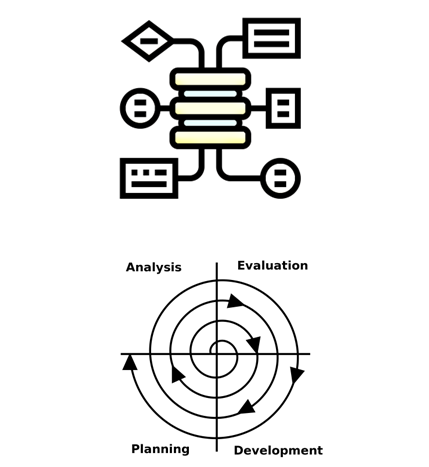 Analysis
Evaluation
Planning
Development